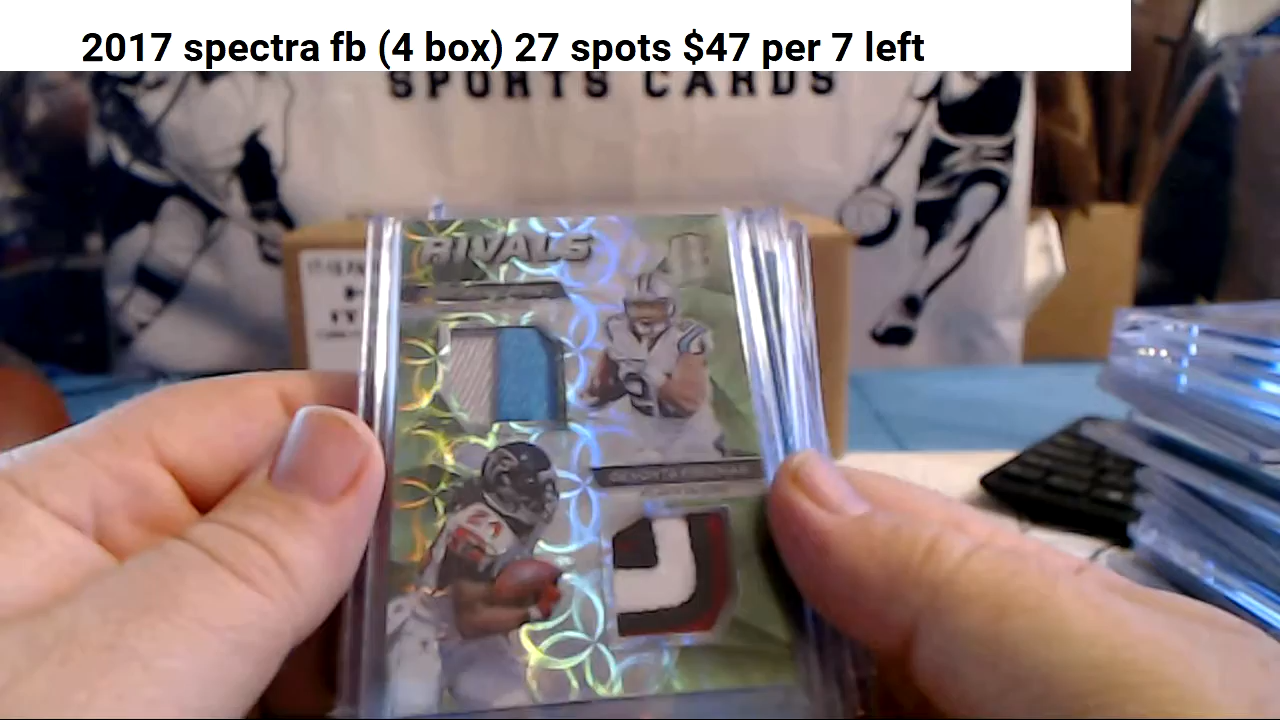 2017 spectra fb (4 box) 27 spots $47 per 7 left
SPORTS CARDS
RIVALS